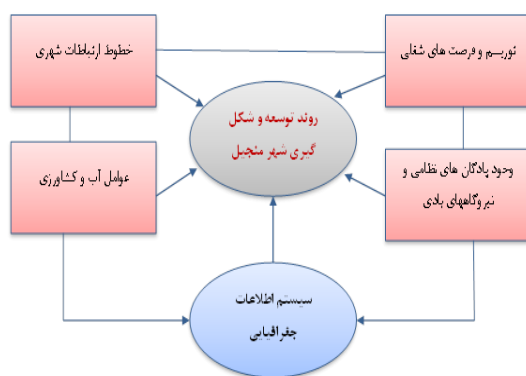 توریسم و فرصت های شغلی
خطوط ارتباطات شهری
روند توسعه و شکل
گیری شهر منجیل
وجود پادگان های نظامی و
نیروگاههای بادی
عوامل آب و کشاورزی
سیستم اطلاعات
جغرافیایی